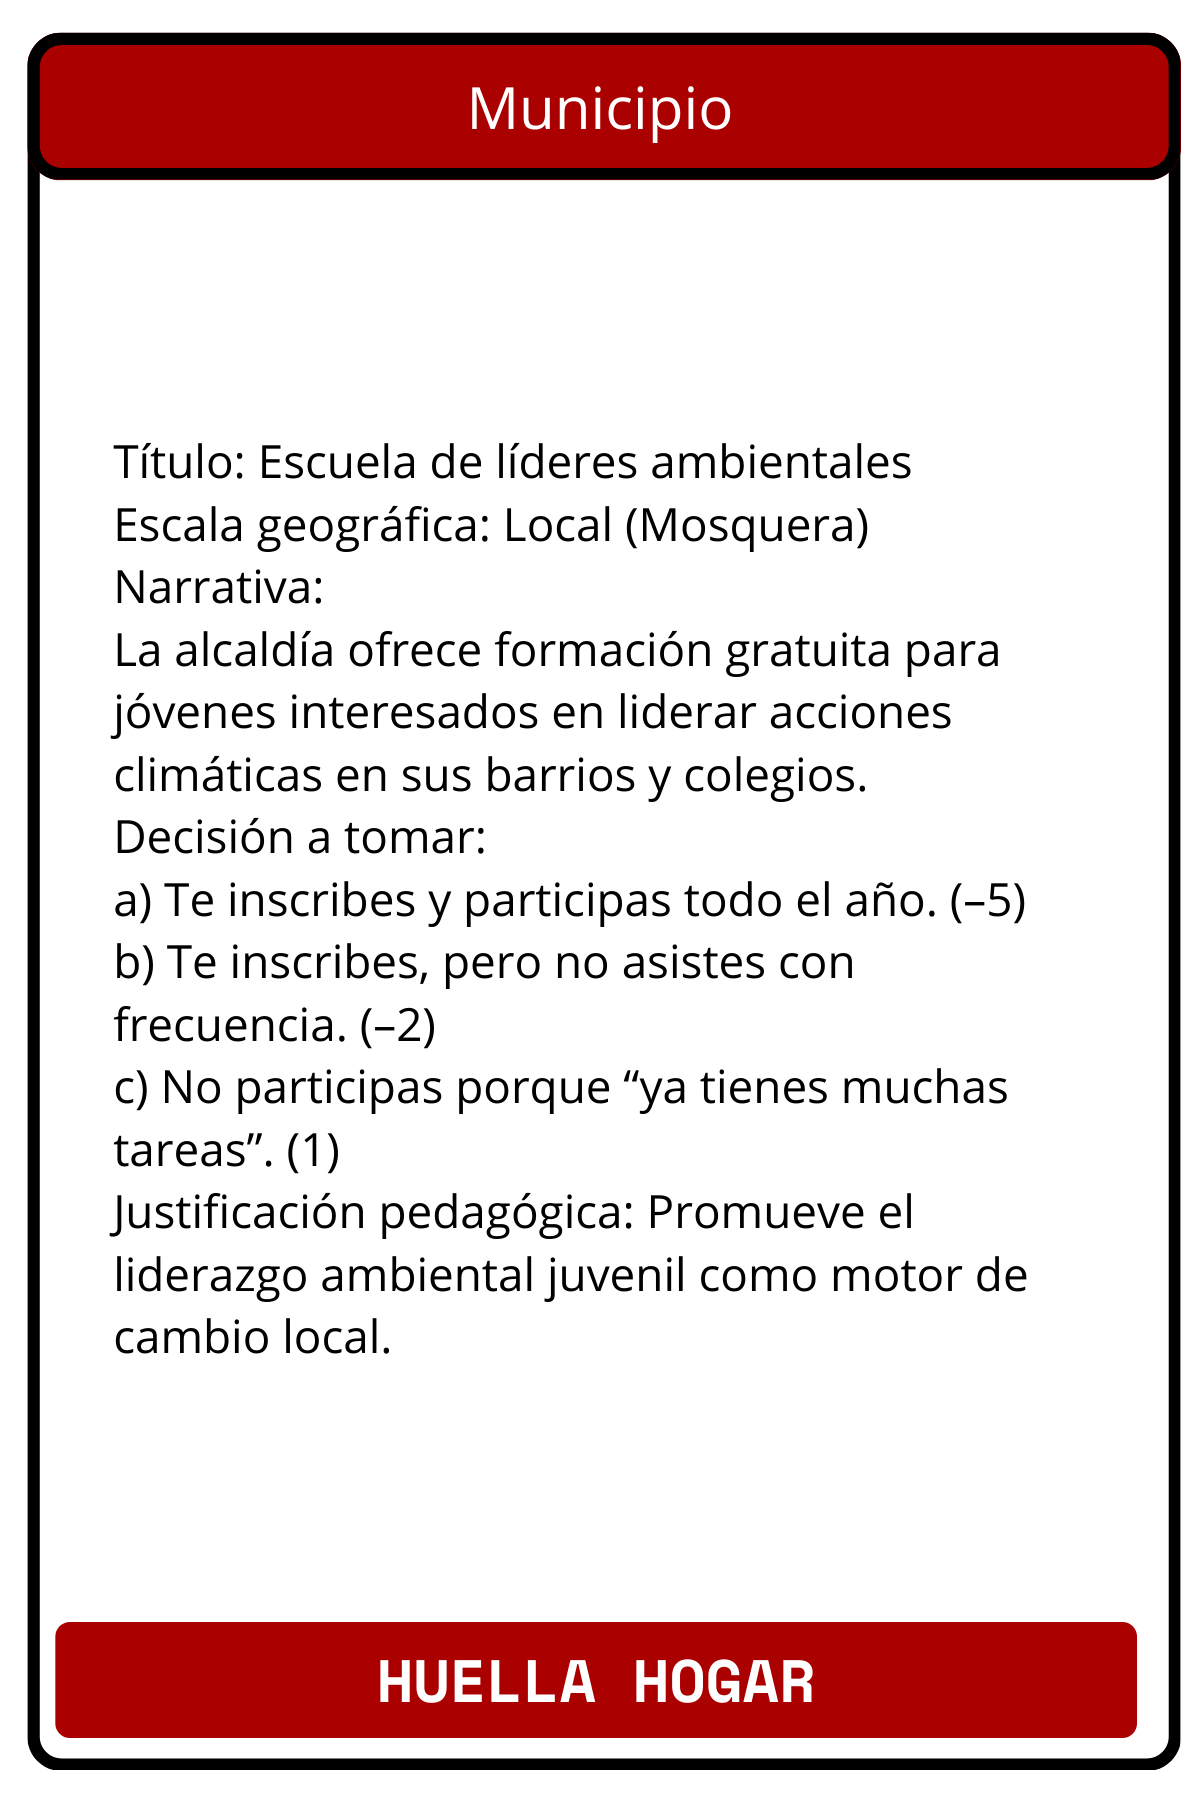 Municipio
Título: Escuela de líderes ambientales
Escala geográfica: Local (Mosquera)
Narrativa:
La alcaldía ofrece formación gratuita para
jóvenes interesados en liderar acciones
climáticas en sus barrios y colegios.
Decisión a tomar:
a) Te inscribes y participas todo el año. (–5)
b) Te inscribes, pero no asistes con
frecuencia. (–2)
c) No participas porque “ya tienes muchas
tareas”. (1)
Justificación pedagógica: Promueve el
liderazgo ambiental juvenil como motor de
cambio local.
HUELLA HOGAR